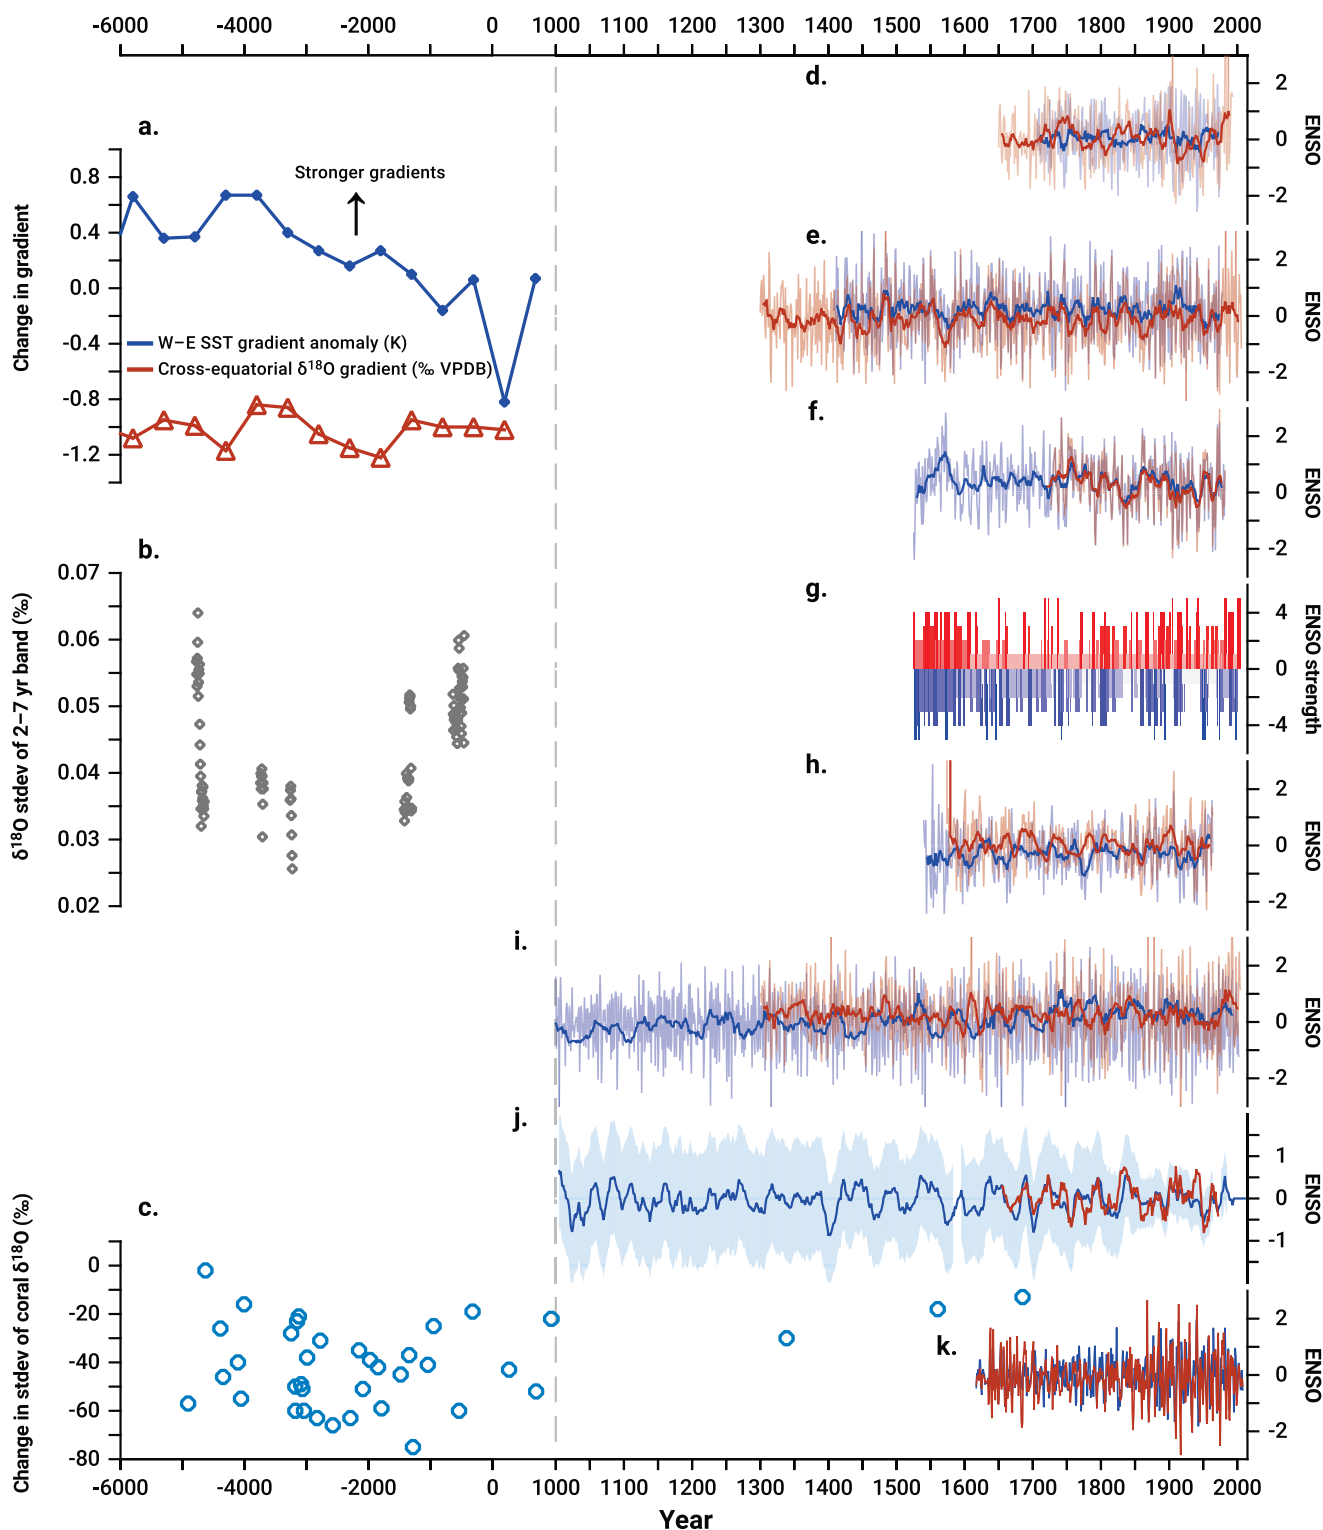 -6000 -4000 -2000 0 1000 1100 1200 1300 1400 1500 1600 1700 1800 1900 2000
d.
2
0
-2
ENSO
a.
0.8
0.4
0.0
-0.4
-0.8
-1.2
Change in gradient
Stronger gradients
W–E SST gradient anomaly (K)
Cross-equatorial δ18O gradient (‰ VPDB)
e.
2
0
-2
ENSO
f.
2
0
-2
ENSO
b.
0.07
0.06
0.05
0.04
0.03
0.02
δ18O stdev of 2–7 yr band (‰)
g.
4
0
-4
ENSO strength
h.
2
0
-2
ENSO
i.
2
0
-2
ENSO
j.
1
0
-1
ENSO
c.
0
-20
-40
-60
-80
Change in stdev of coral δ18O (‰)
k.
2
0
-2
ENSO
-6000 -4000 -2000 0 1000 1100 1200 1300 1400 1500 1600 1700 1800 1900 2000
Year